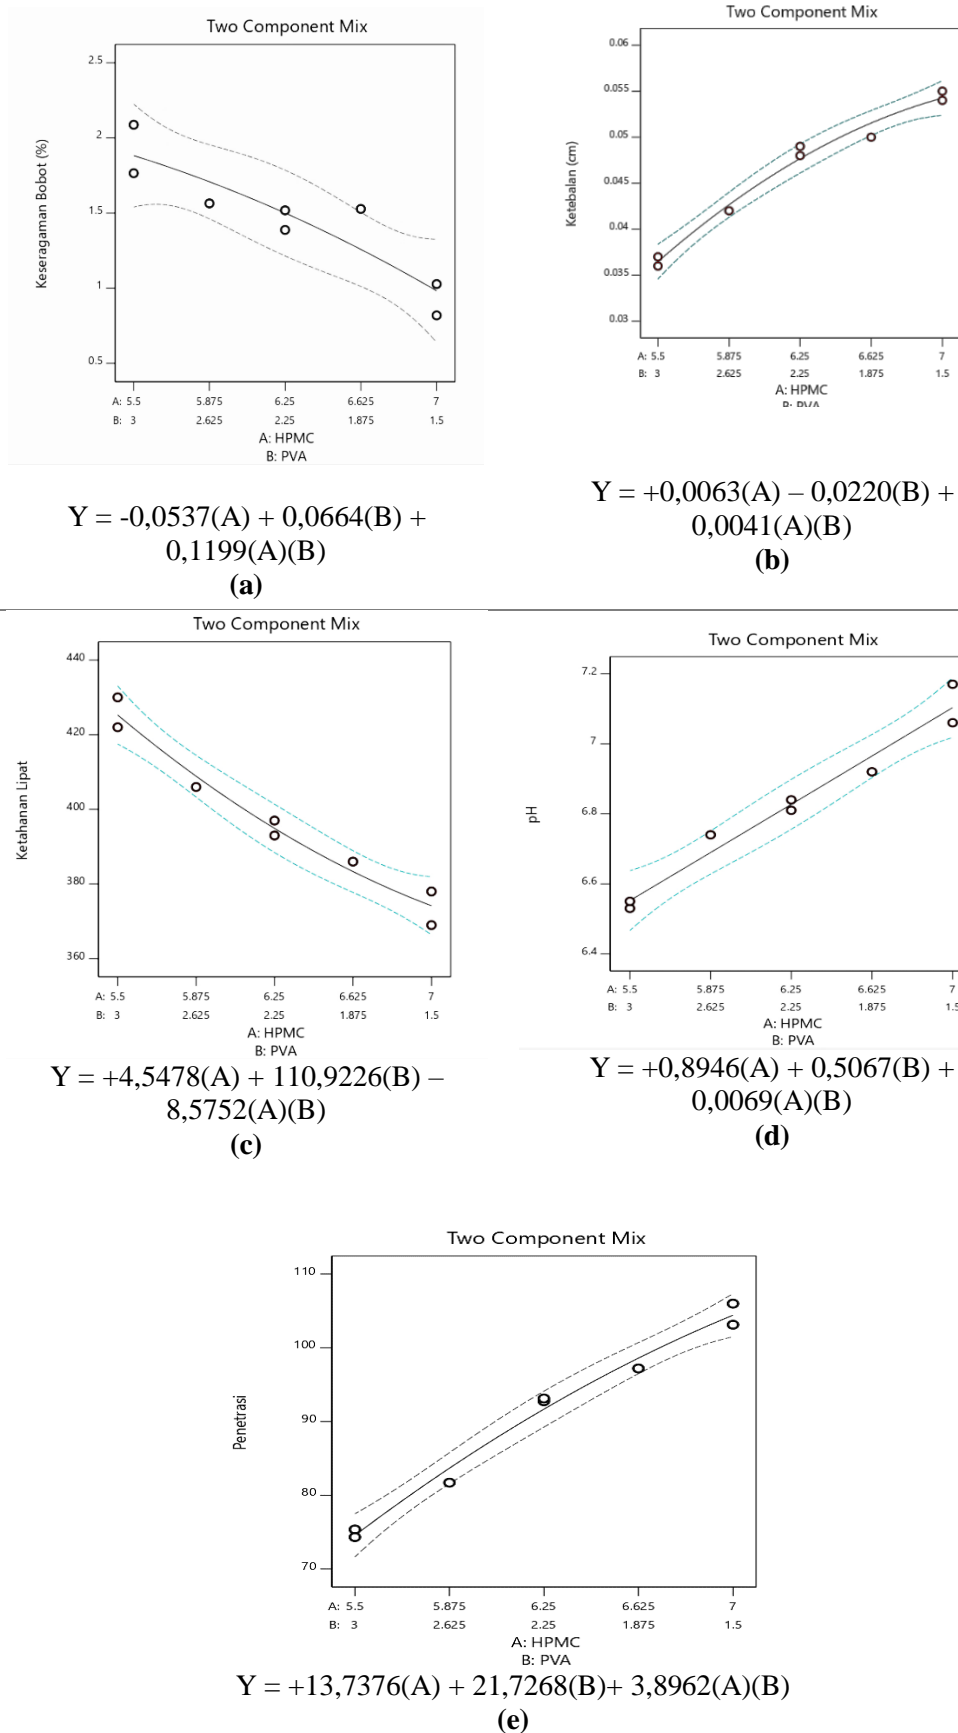 Two Component Mix
2.5
2
1.5
1
0.5
Keseragaman Bobot (%)
A: 5.5 5.875 6.25 6.625 7
B: 3 2.625 2.25 1.875 1.5
A: HPMC
B: PVA
Y = -0,0537(A) + 0,0664(B) +
0,1199(A)(B)
(a)
Two Component Mix
0.06
0.055
0.05
0.045
0.04
0.035
0.03
Ketebalan (cm)
A: 5.5 5.875 6.25 6.625 7
B: 3 2.625 2.25 1.875 1.5
A: HPMC
B: PVA
Y = +0,0063(A) – 0,0220(B) +
0,0041(A)(B)
(b)
Two Component Mix
440
420
400
380
360
Ketahanan Lipat
A: 5.5 5.875 6.25 6.625 7
B: 3 2.625 2.25 1.875 1.5
A: HPMC
B: PVA
Y = +4,5478(A) + 110,9226(B) –
8,5752(A)(B)
(c)
Two Component Mix
7.2
7
6.8
6.6
6.4
pH
A: 5.5 5.875 6.25 6.625 7
B: 3 2.625 2.25 1.875 1.5
A: HPMC
B: PVA
Y = +0,8946(A) + 0,5067(B) +
0,0069(A)(B)
(d)
Two Component Mix
110
100
90
80
70
Penetrasi
A: 5.5 5.875 6.25 6.625 7
B: 3 2.625 2.25 1.875 1.5
A: HPMC
B: PVA
Y = +13,7376(A) + 21,7268(B)+ 3,8962(A)(B)
(e)